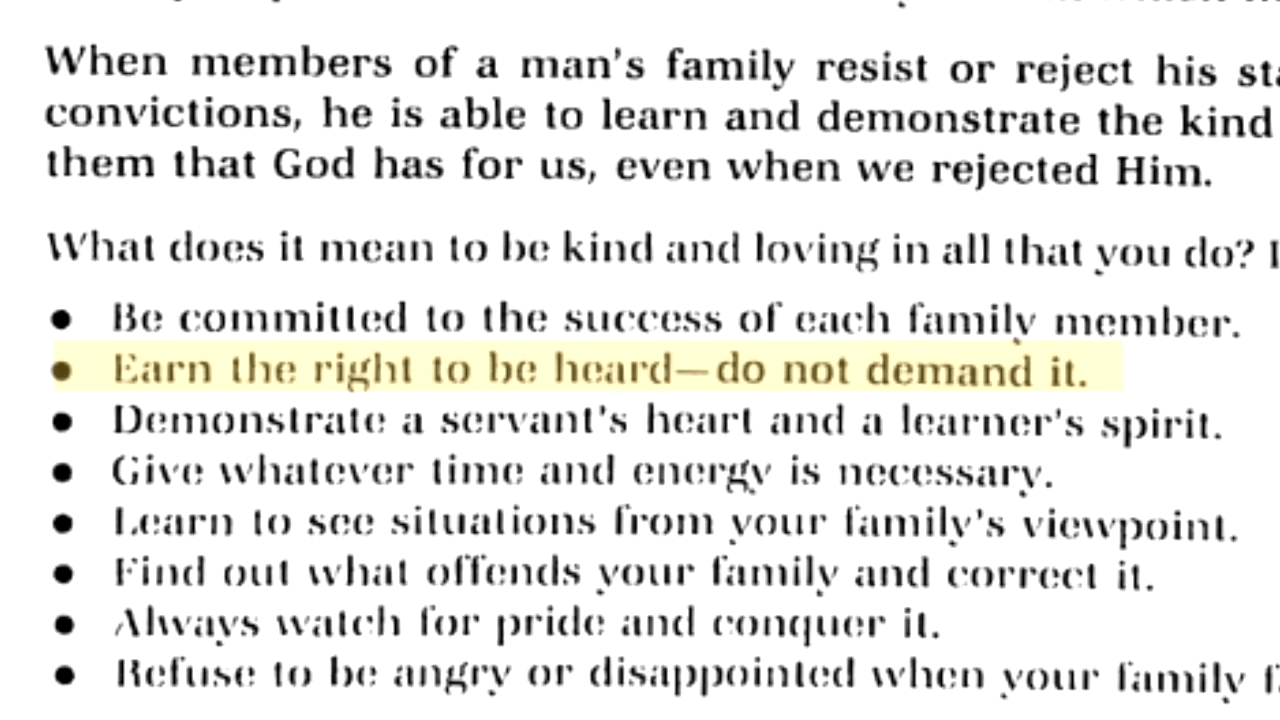 When members of a man's family resist or reject his
convictions, he is able to learn and demonstrate the kind
them that God has for us, even when we rejected Him.
What does it mean to be kind and loving in all that you do?
• Be committed to the success of each family member.
• Earn the right to be heard—do not demand it.
• Demonstrate a servant's heart and a learner's spirit.
• Give whatever time and energy is necessary.
• Learn to see situations from your family's viewpoint.
• Find out what offends your family and correct it.
• Always watch for pride and conquer it.
• Refuse to be angry or disappointed when your family